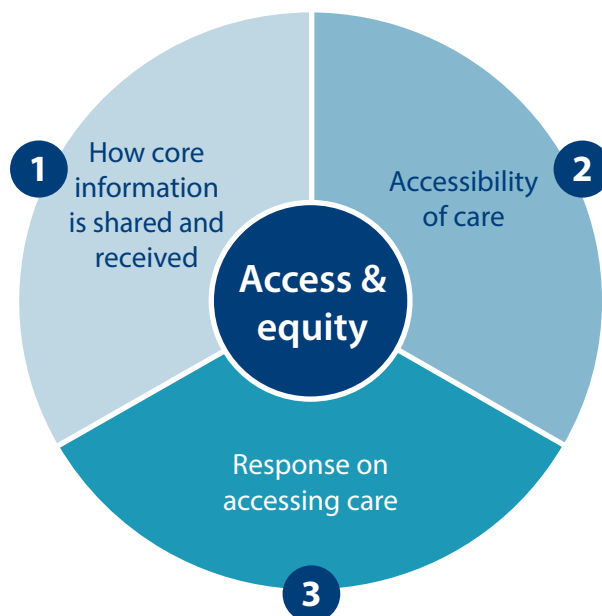 1
How core
information
is shared and
received
2
Accessibility
of care
Access &
equity
Response on
accessing care
3